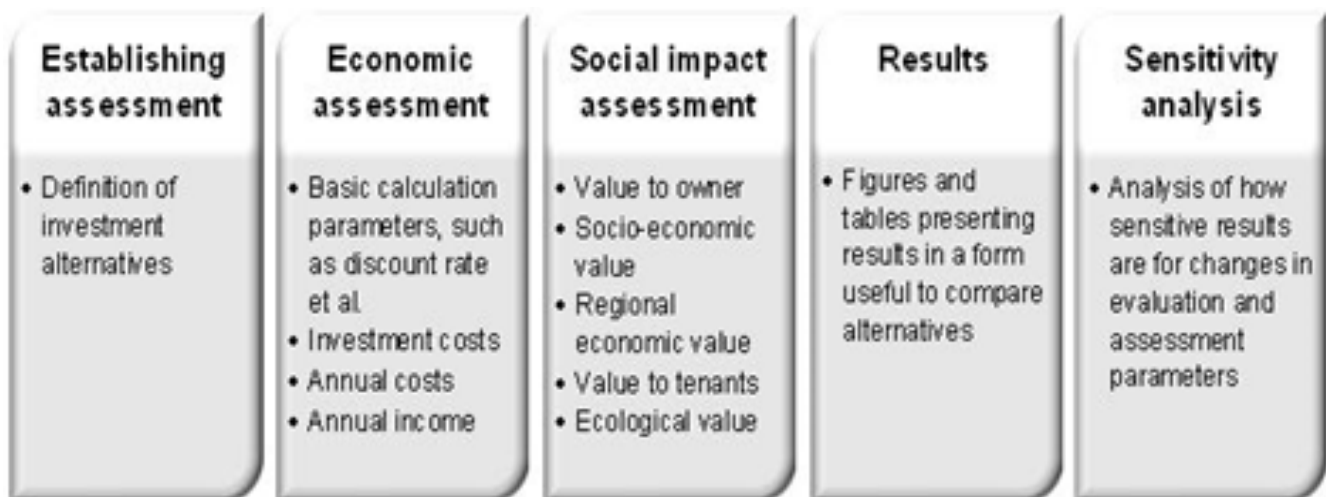 Establishing
assessment
• Definition of
investment
alternatives
Economic
assessment
• Basic calculation
parameters, such
as discount rate
et al.
• Investment costs
• Annual costs
• Annual income
Social impact
assessment
• Value to owner
• Socio-economic
value
• Regional
economic value
• Value to tenants
• Ecological value
Results
• Figures and
tables presenting
results in a form
useful to compare
alternatives
Sensitivity
analysis
• Analysis of how
sensitive results
are for changes in
evaluation and
assessment
parameters